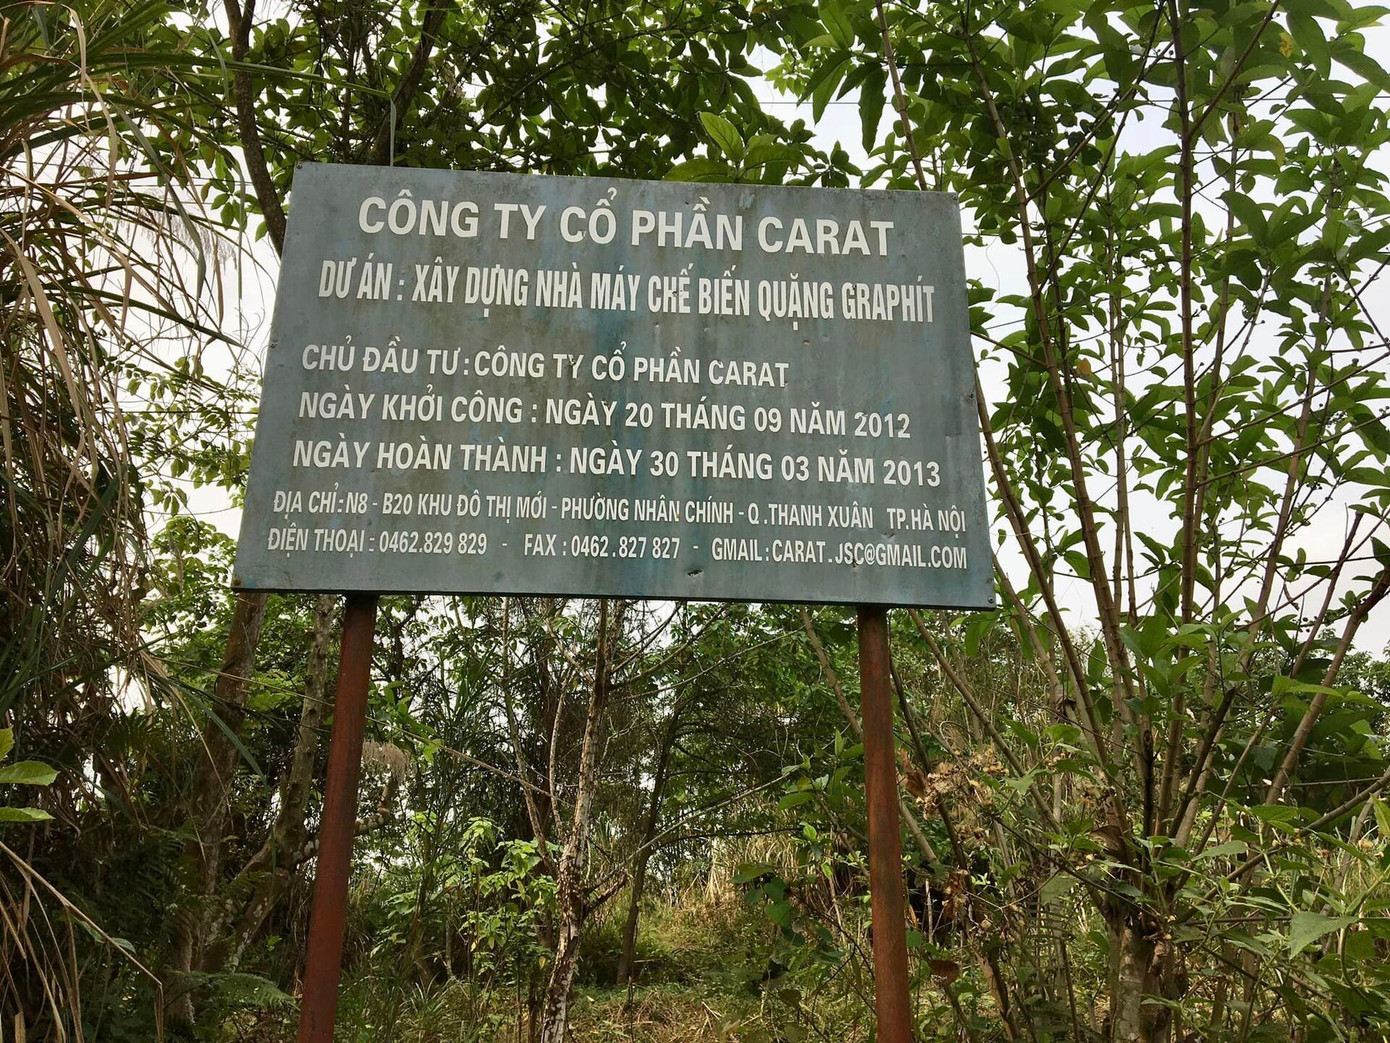 CÔNG TY CỔ PHẦN CARAT
DỰ ÁN : XÂY DỰNG NHÀ MÁY CHẾ BIẾN QUẶNG GRAPHÍT
CHỦ ĐẦU TƯ : CÔNG TY CỔ PHẦN CARAT
NGÀY KHỞI CÔNG : NGÀY 20 THÁNG 09 NĂM 2012
NGÀY HOÀN THÀNH : NGÀY 30 THÁNG 03 NĂM 2013
ĐỊA CHỈ:-N8 - B20 KHU ĐÔ THỊ MỚI - PHƯỜNG NHÂN CHÍNH - Q .THANH XUÂN TP.HÀ NỘI
ĐIỆN THOẠI : 0462.829 829 - FAX : 0462.827 827 - GMAIL : CARAT.JSC@GMAIL.COM